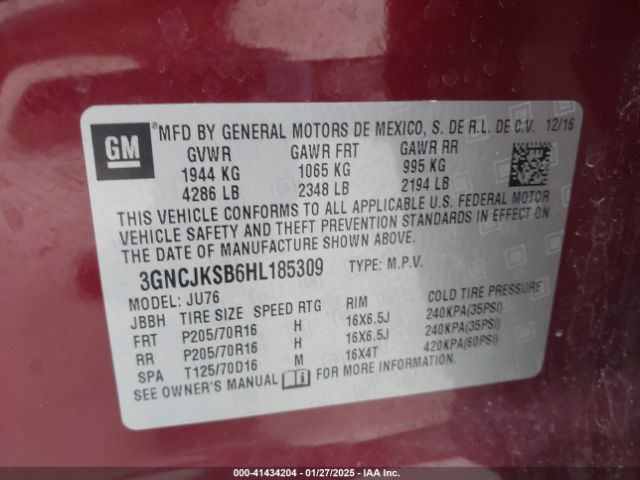 GM
®MFD BY GENERAL MOTORS DE MEXICO, S. DE R.L. DE C.V. 12/16
GVWR GAWR FRT GAWR RR
1944 KG 1065 KG 995 KG
4286 LB 2348 LB 2194 LB
THIS VEHICLE CONFORMS TO ALL APPLICABLE U.S. FEDERAL MOTOR
VEHICLE SAFETY AND THEFT PREVENTION STANDARDS IN EFFECT ON
THE DATE OF MANUFACTURE SHOWN ABOVE.
3GNCJKSB6HL185309 TYPE: M.P.V.
MODEL: JU76
JBBH TIRE SIZE SPEED RTG RIM COLD TIRE PRESSURE
FRT P205/70R16 H 16X6.5J 240KPA(35PSI)
RR P205/70R16 H 16X6.5J 240KPA(35PSI)
SPA T125/70D16 M 16X4T 420KPA(60PSI)
SEE OWNER'S MANUAL FOR MORE INFORMATION.
000-41434204 - 01/27/2025 - IAA Inc.